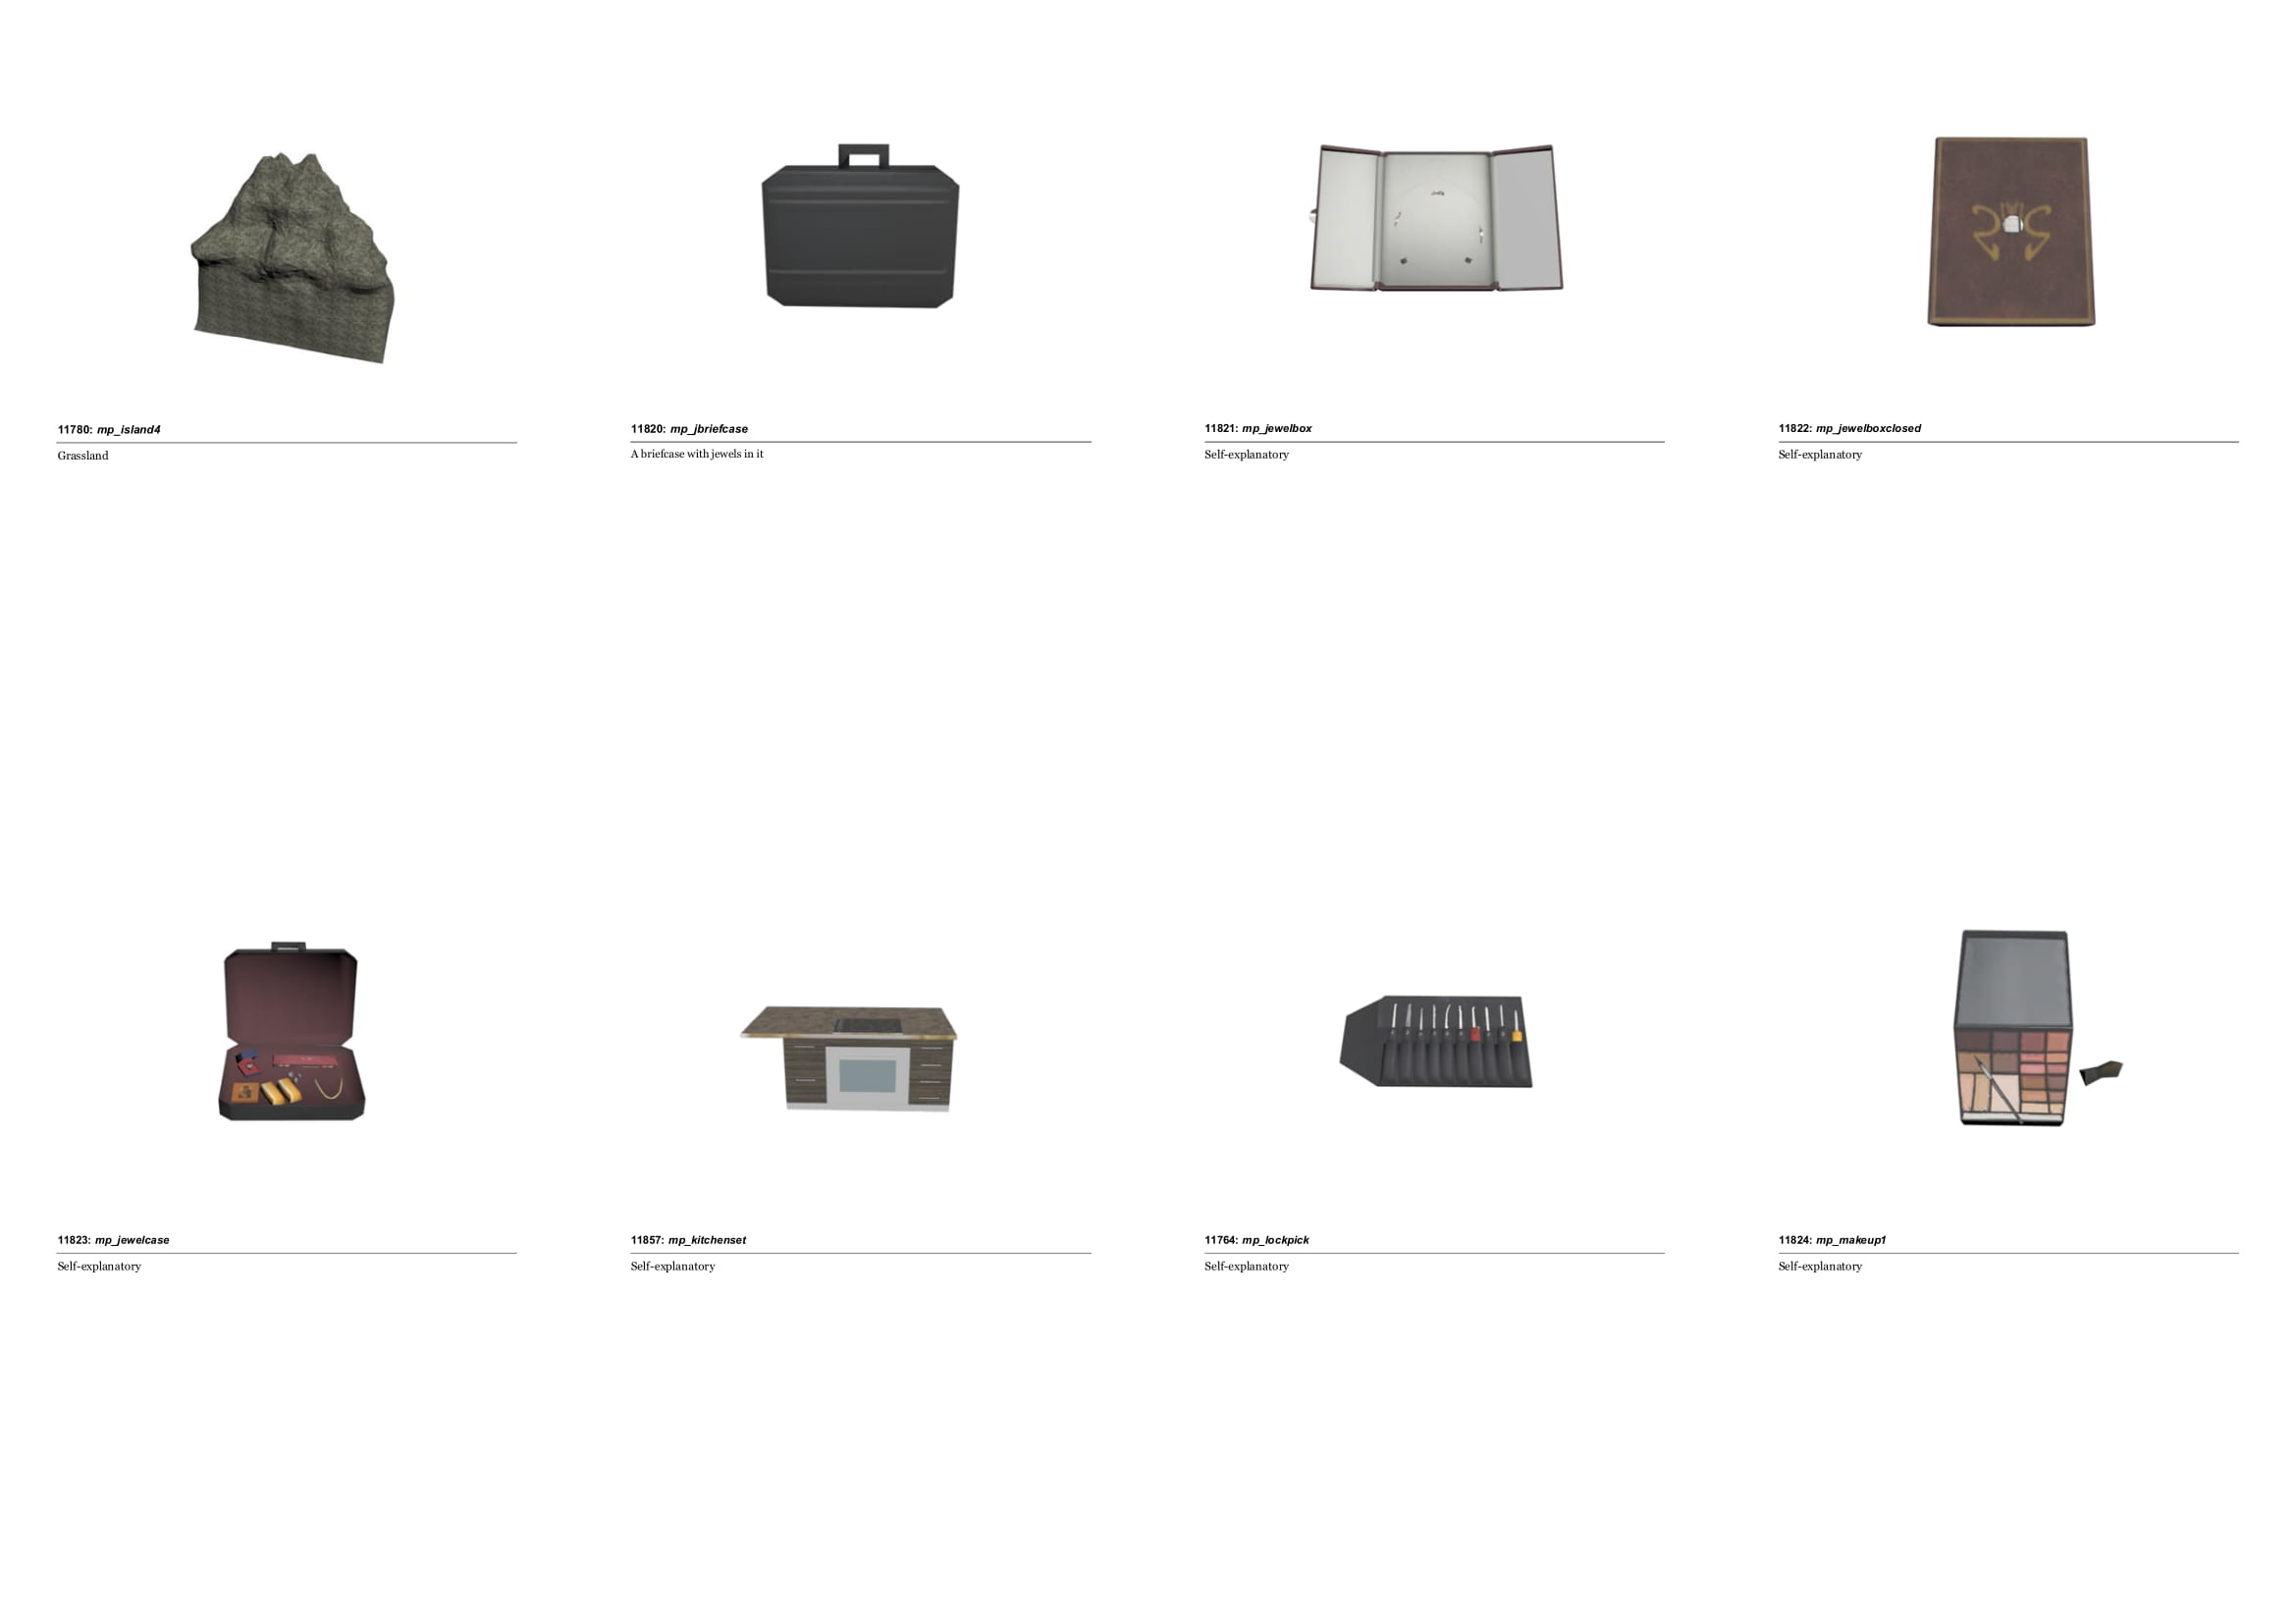 11780: mp_island4
Grassland
11820: mp_jbriefcase
A briefcase with jewels in it
11821: mp_jewelbox
Self-explanatory
11822: mp_jewelboxclosed
Self-explanatory
11823: mp_jewelcase
Self-explanatory
11857: mp_kitchenset
Self-explanatory
11764: mp_lockpick
Self-explanatory
11824: mp_makeup1
Self-explanatory